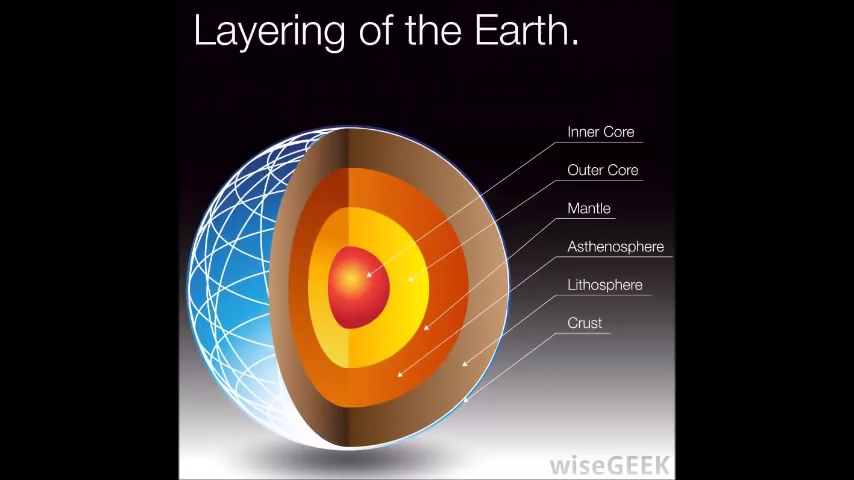 Layering of the Earth.
Inner Core
Outer Core
Mantle
Asthenosphere
Lithosphere
Crust
wiseGEEK